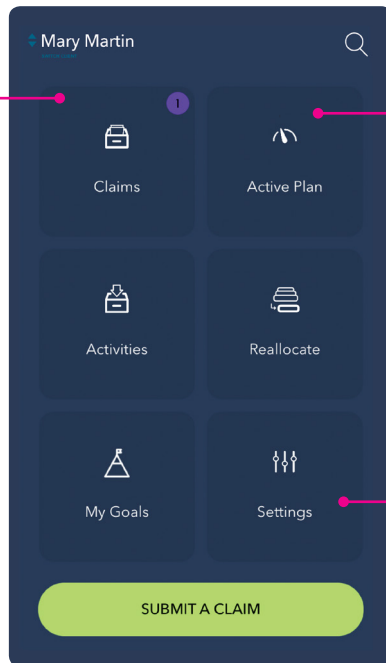 Mary Martin
1
Claims
Active Plan
Activities
Reallocate
My Goals
Settings
SUBMIT A CLAIM